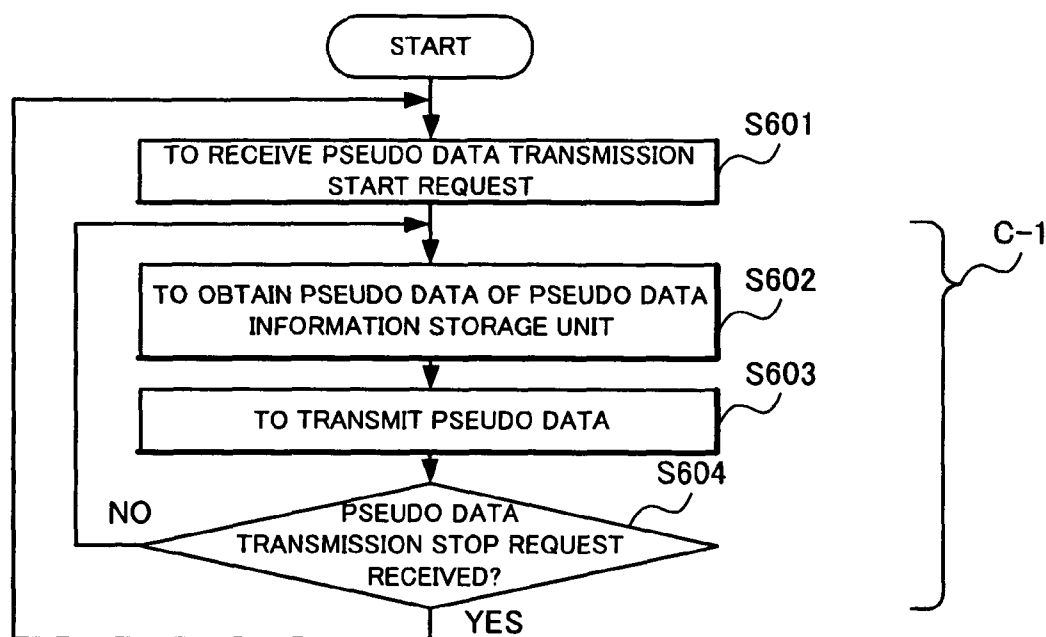 START
S601
TO RECEIVE PSEUDO DATA TRANSMISSION
START REQUEST
C-1
S602
TO OBTAIN PSEUDO DATA OF PSEUDO DATA
INFORMATION STORAGE UNIT
S603
TO TRANSMIT PSEUDO DATA
S604
NO
PSEUDO DATA
TRANSMISSION STOP REQUEST
RECEIVED?
YES